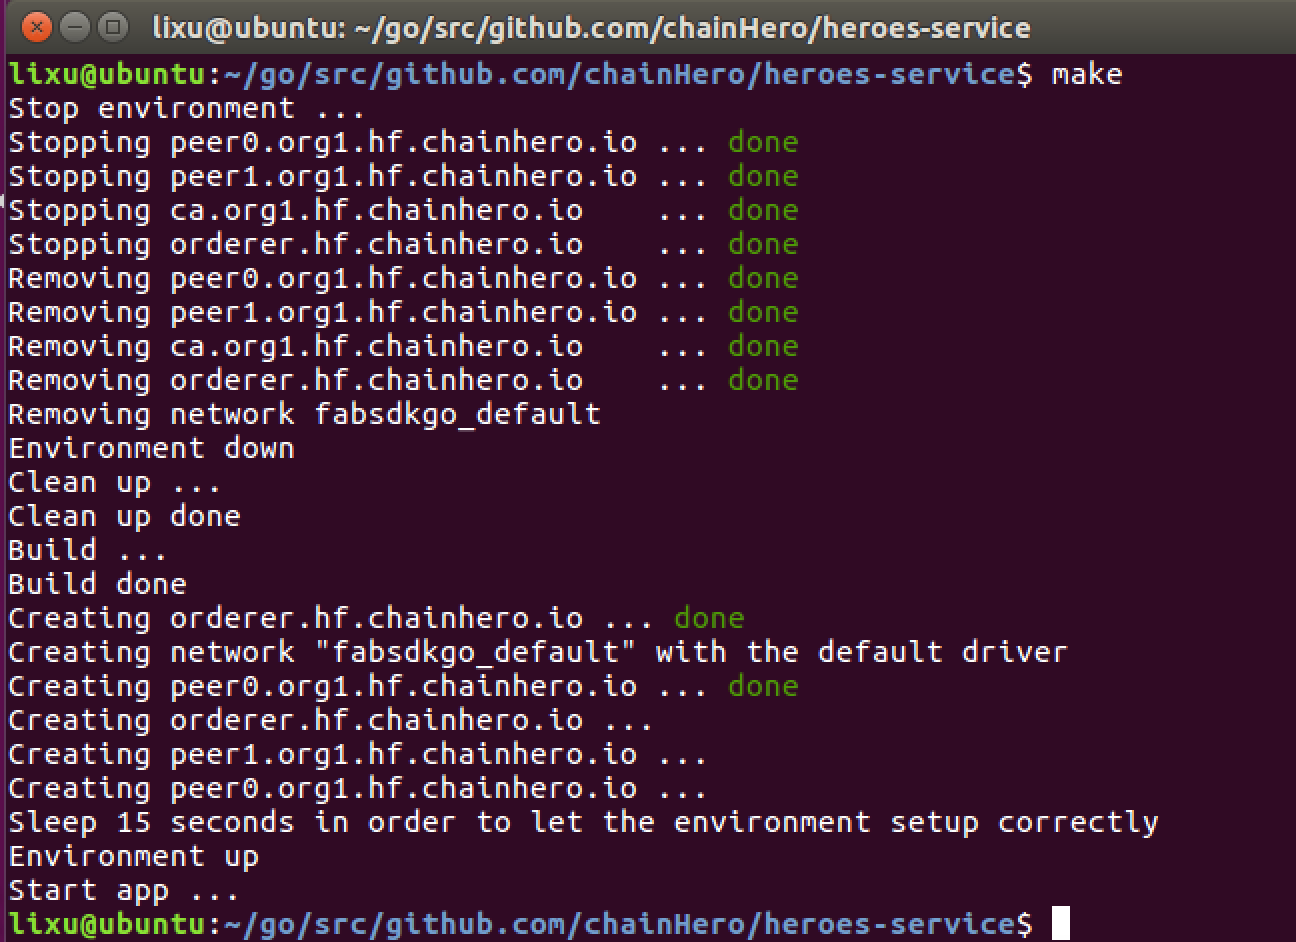 lixu@ubuntu: ~/go/src/github.com/chainHero/heroes-service
lixu@ubuntu:~/go/src/github.com/chainHero/heroes-service$ make
Stop environment ...
Stopping peer0.org1.hf.chainhero.io ... done
Stopping peer1.org1.hf.chainhero.io ... done
Stopping ca.org1.hf.chainhero.io    ... done
Stopping orderer.hf.chainhero.io    ... done
Removing peer0.org1.hf.chainhero.io ... done
Removing peer1.org1.hf.chainhero.io ... done
Removing ca.org1.hf.chainhero.io    ... done
Removing orderer.hf.chainhero.io    ... done
Removing network fabsdkgo_default
Environment down
Clean up ...
Clean up done
Build ...
Build done
Creating orderer.hf.chainhero.io ... done
Creating network "fabsdkgo_default" with the default driver
Creating peer0.org1.hf.chainhero.io ... done
Creating orderer.hf.chainhero.io ...
Creating peer1.org1.hf.chainhero.io ...
Creating peer0.org1.hf.chainhero.io ...
Sleep 15 seconds in order to let the environment setup correctly
Environment up
Start app ...
lixu@ubuntu:~/go/src/github.com/chainHero/heroes-service$